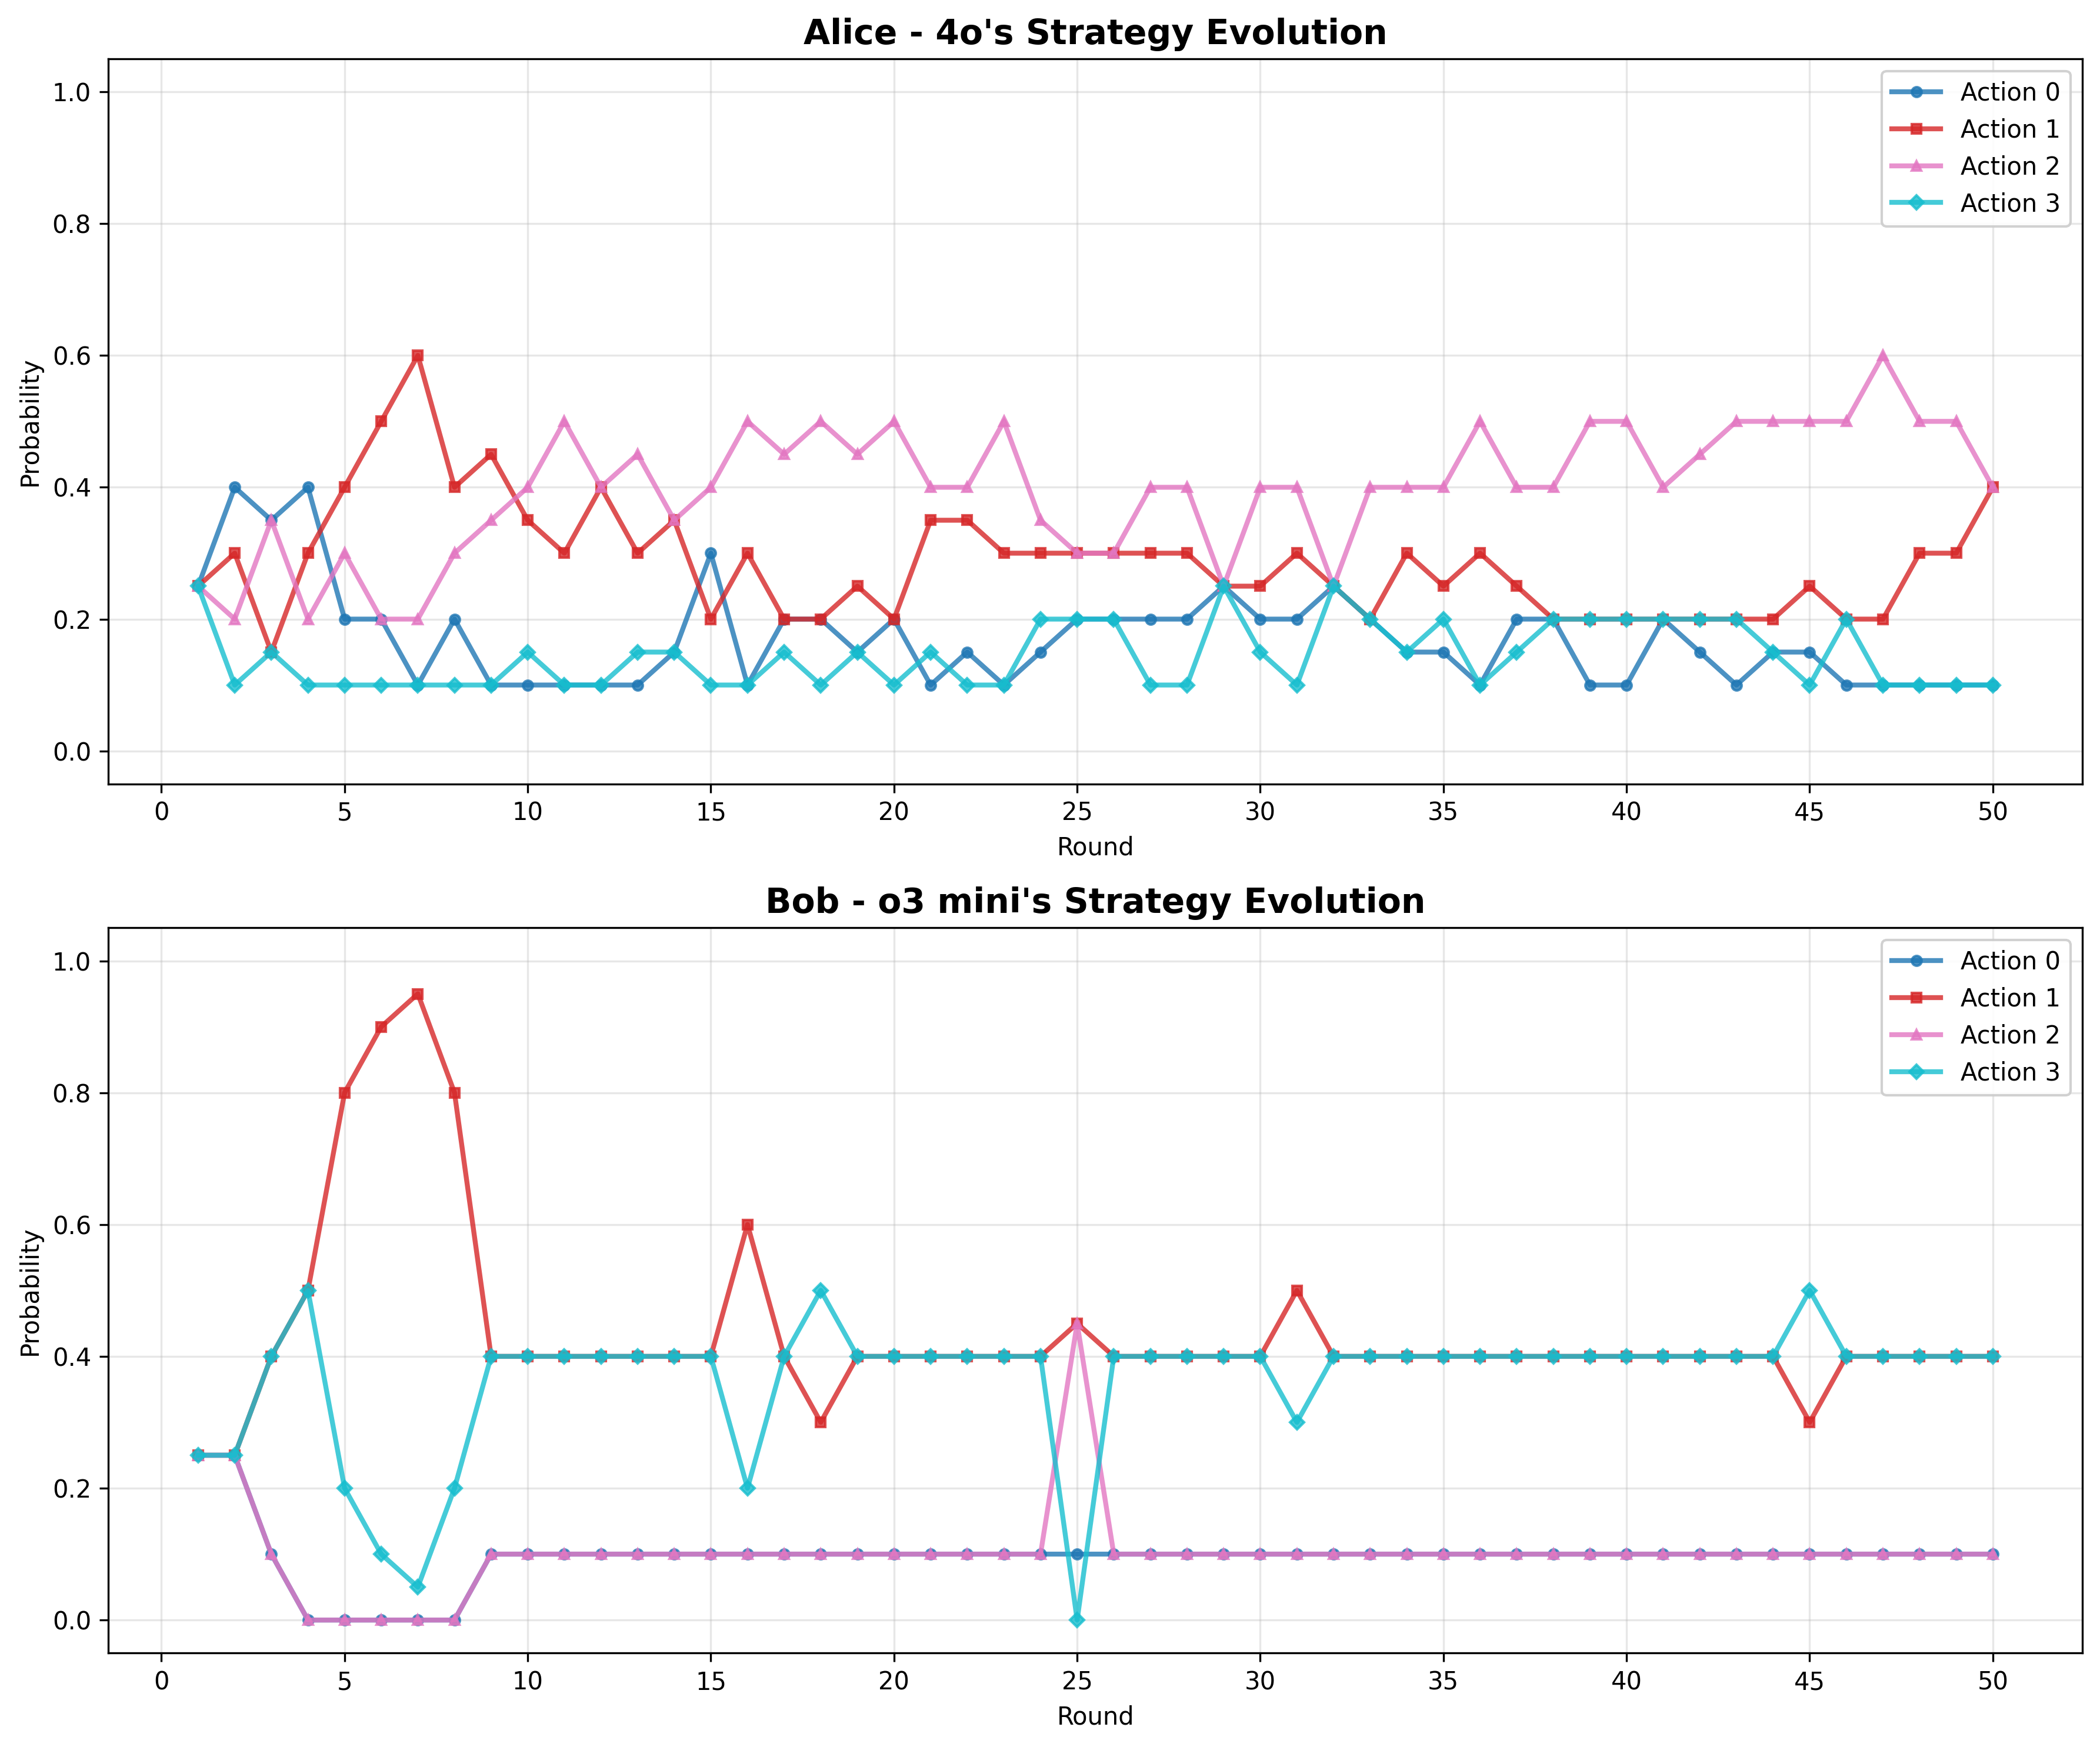 Alice - 4o's Strategy Evolution
Probability
1.0
0.8
0.6
0.4
0.2
0.0
Action 0
Action 1
Action 2
Action 3
0 5 10 15 20 25 30 35 40 45 50
Round
Bob - o3 mini's Strategy Evolution
Probability
1.0
0.8
0.6
0.4
0.2
0.0
Action 0
Action 1
Action 2
Action 3
0 5 10 15 20 25 30 35 40 45 50
Round